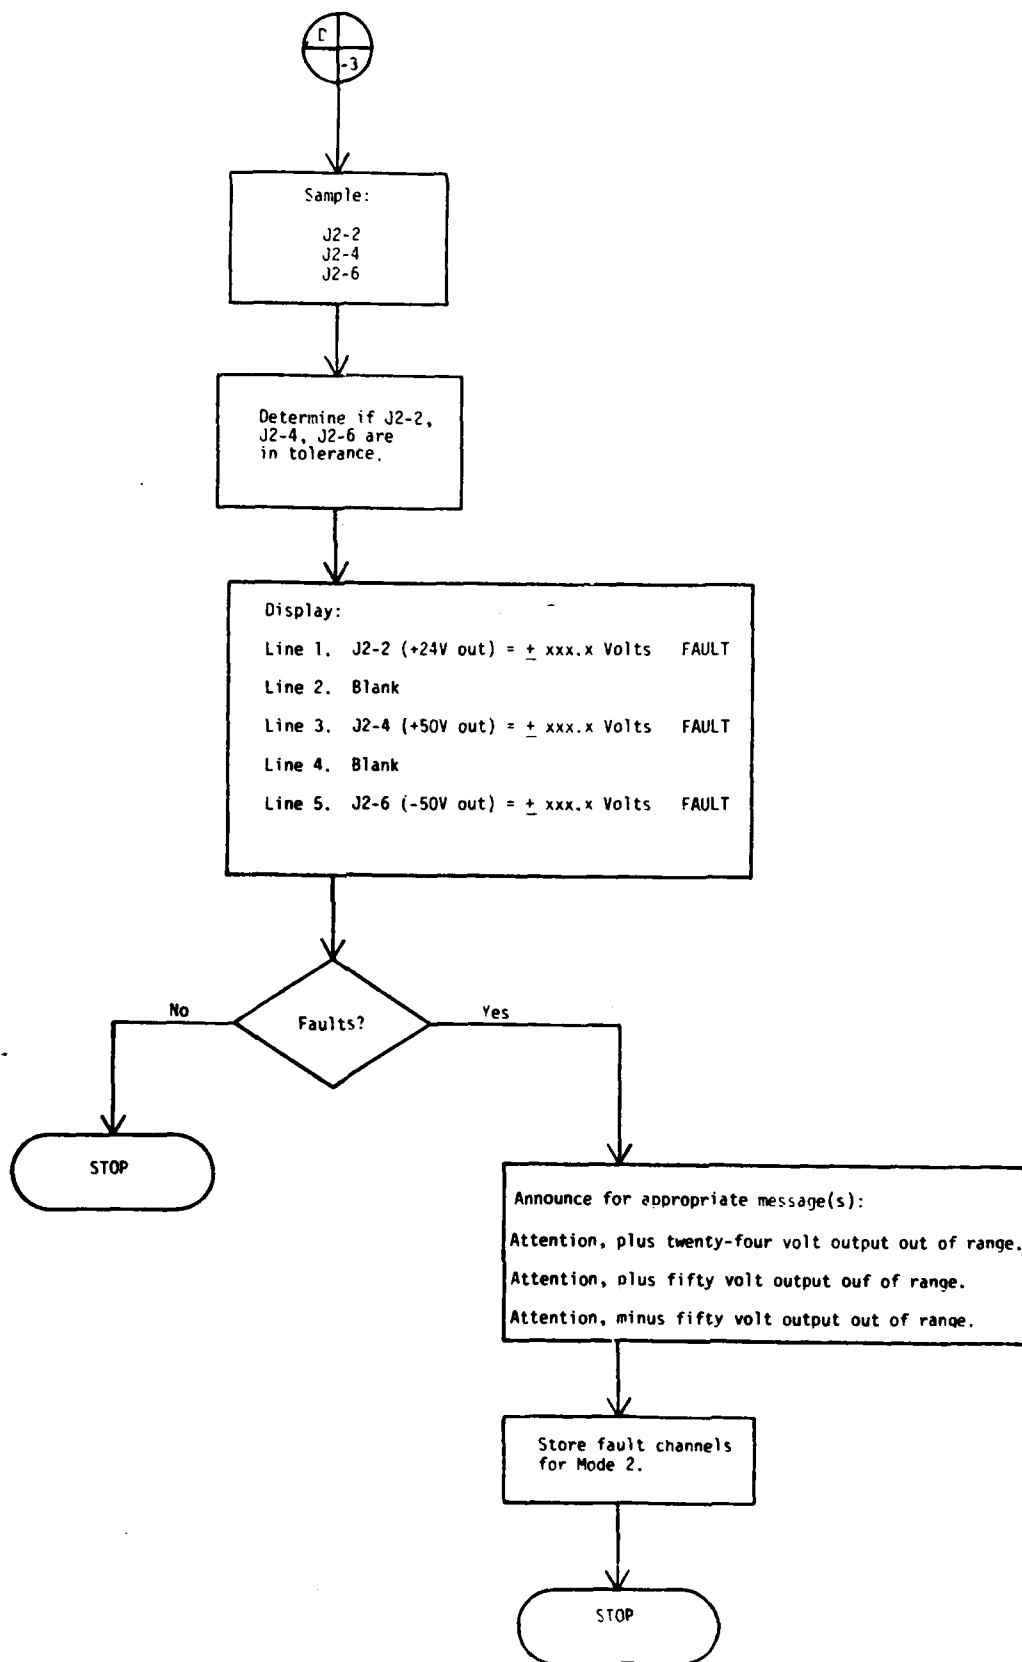 -3
Sample:
J2-2
J2-4
J2-6
Determine if J2-2,
J2-4, J2-6 are
in tolerance.
Display:
Line 1. J2-2 (+24V out) = ± xxx.x Volts FAULT
Line 2. Blank
Line 3. J2-4 (+50V out) = ± xxx.x Volts FAULT
Line 4. Blank
Line 5. J2-6 (-50V out) = ± xxx.x Volts FAULT
Faults?
No
Yes
STOP
Announce for appropriate message(s):
Attention, plus twenty-four volt output out of range.
Attention, plus fifty volt output ouf of range.
Attention, minus fifty volt output out of range.
Store fault channels
for Mode 2.
STOP